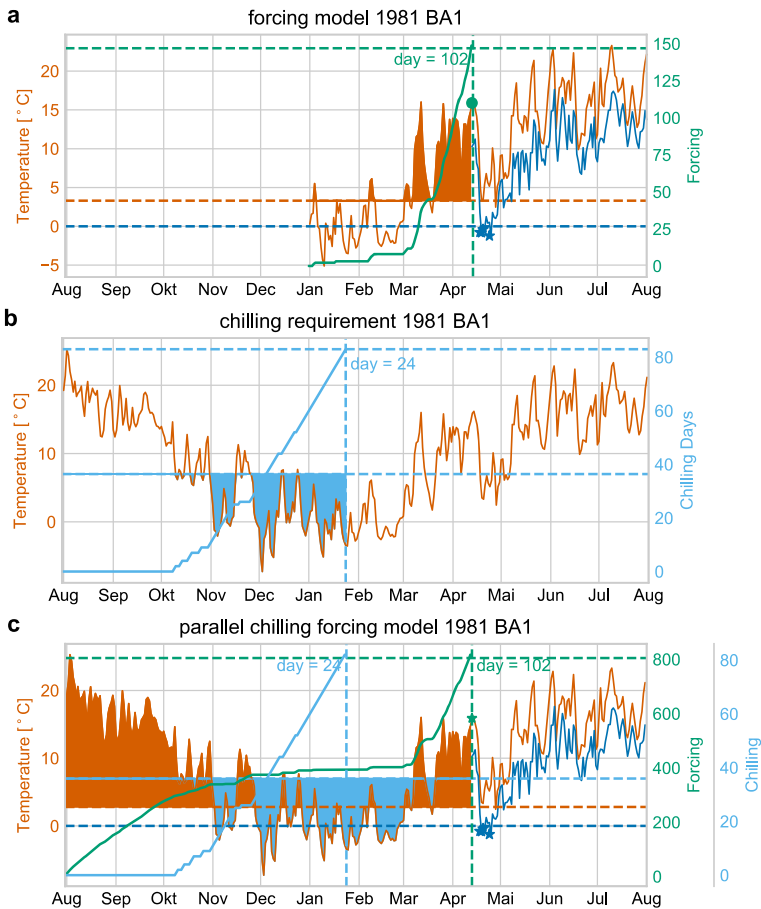 a
forcing model 1981 BA1
Temperature [ ° C]
20
15
10
5
0
−5
day = 102
150
125
100
75
50
25
0
Forcing
Aug Sep Okt Nov Dec Jan Feb Mar Apr Mai Jun Jul Aug
b
chilling requirement 1981 BA1
Temperature [ ° C]
20
10
0
day = 24
80
60
40
20
0
Chilling Days
Aug Sep Okt Nov Dec Jan Feb Mar Apr Mai Jun Jul Aug
c
parallel chilling forcing model 1981 BA1
Temperature [ ° C]
20
10
0
day = 24
day = 102
800
600
400
200
0
Forcing
80
60
40
20
0
Chilling
Aug Sep Okt Nov Dec Jan Feb Mar Apr Mai Jun Jul Aug